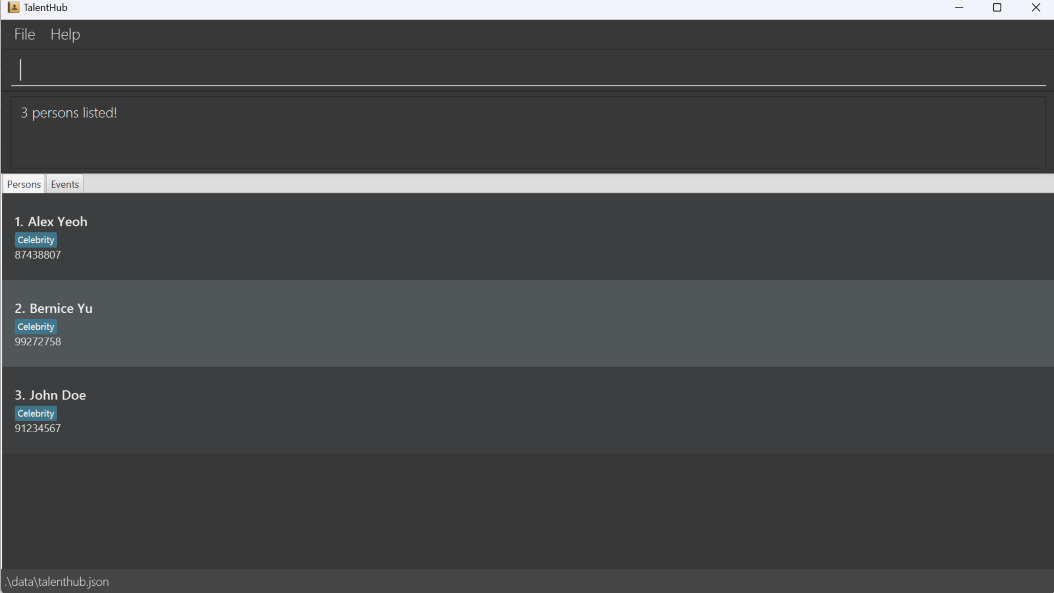 TalentHub
File Help
3 persons listed!
Persons Events
1. Alex Yeoh
Celebrity
87438807
2. Bernice Yu
Celebrity
99272758
3. John Doe
Celebrity
91234567
.\data\talenthub.json